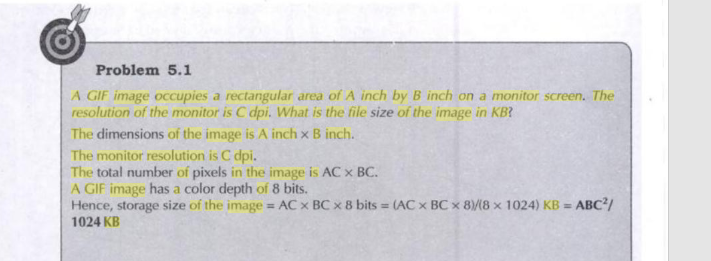 Problem 5.1
A GIF image occupies a rectangular area of A inch by B inch on a monitor screen. The
resolution of the monitor is C dpi. What is the file size of the image in KB?
The dimensions of the image is A inch × B inch.
The monitor resolution is C dpi.
The total number of pixels in the image is AC × BC.
A GIF image has a color depth of 8 bits.
Hence, storage size of the image = AC × BC × 8 bits = (AC × BC × 8)/(8 × 1024) KB = ABC²/
1024 KB